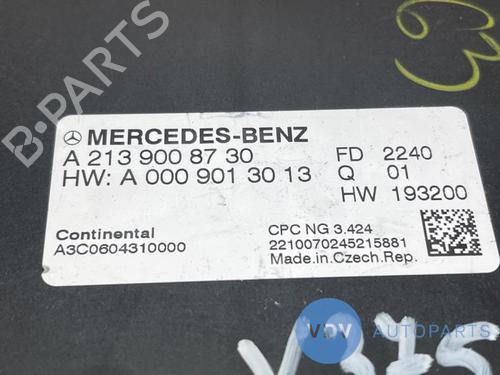 MERCEDES-BENZ
A 213 900 87 30 FD 2240
HW: A 000 901 30 13 Q 01
HW 193200
Continental CPC NG 3.424
A3C0604310000 2210070245215881
Made in Czech Rep.
B-PARTS
VPV AUTOPARTS